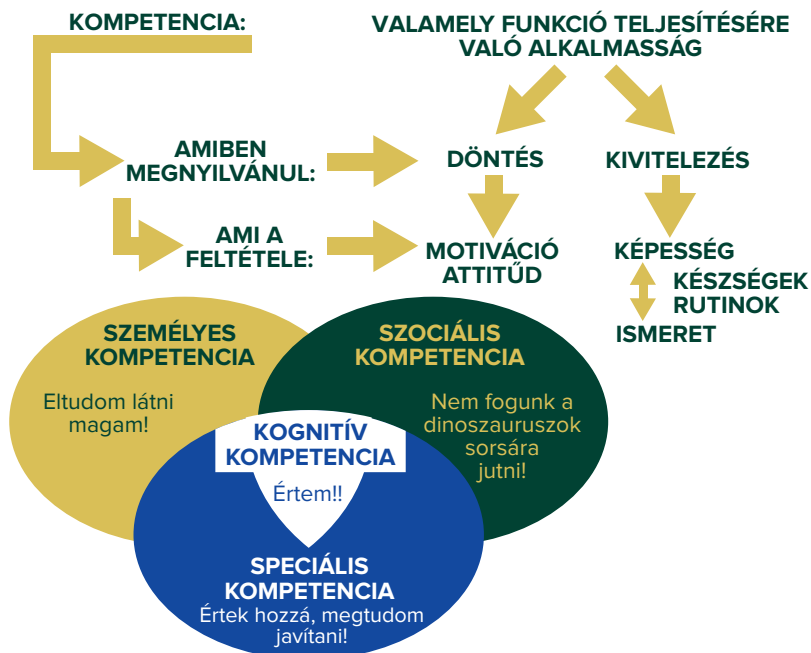 KOMPETENCIA:
VALAMELY FUNKCIÓ TELJESÍTÉSÉRE
VALÓ ALKALMASSÁG
AMIBEN
MEGNYILVÁNUL:
DÖNTÉS
KIVITELEZÉS
AMI A
FELTÉTELE:
MOTIVÁCIÓ
ATTITŰD
KÉPESSÉG
KÉSZSÉGEK
RUTINOK
ISMERET
SZEMÉLYES
KOMPETENCIA
Eltudom látni
magam!
SZOCIÁLIS
KOMPETENCIA
Nem fogunk a
dinoszauruszok
sorsára
jutni!
KOGNITÍV
KOMPETENCIA
Értem!!
SPECIÁLIS
KOMPETENCIA
Értek hozzá, megtudom
javítani!